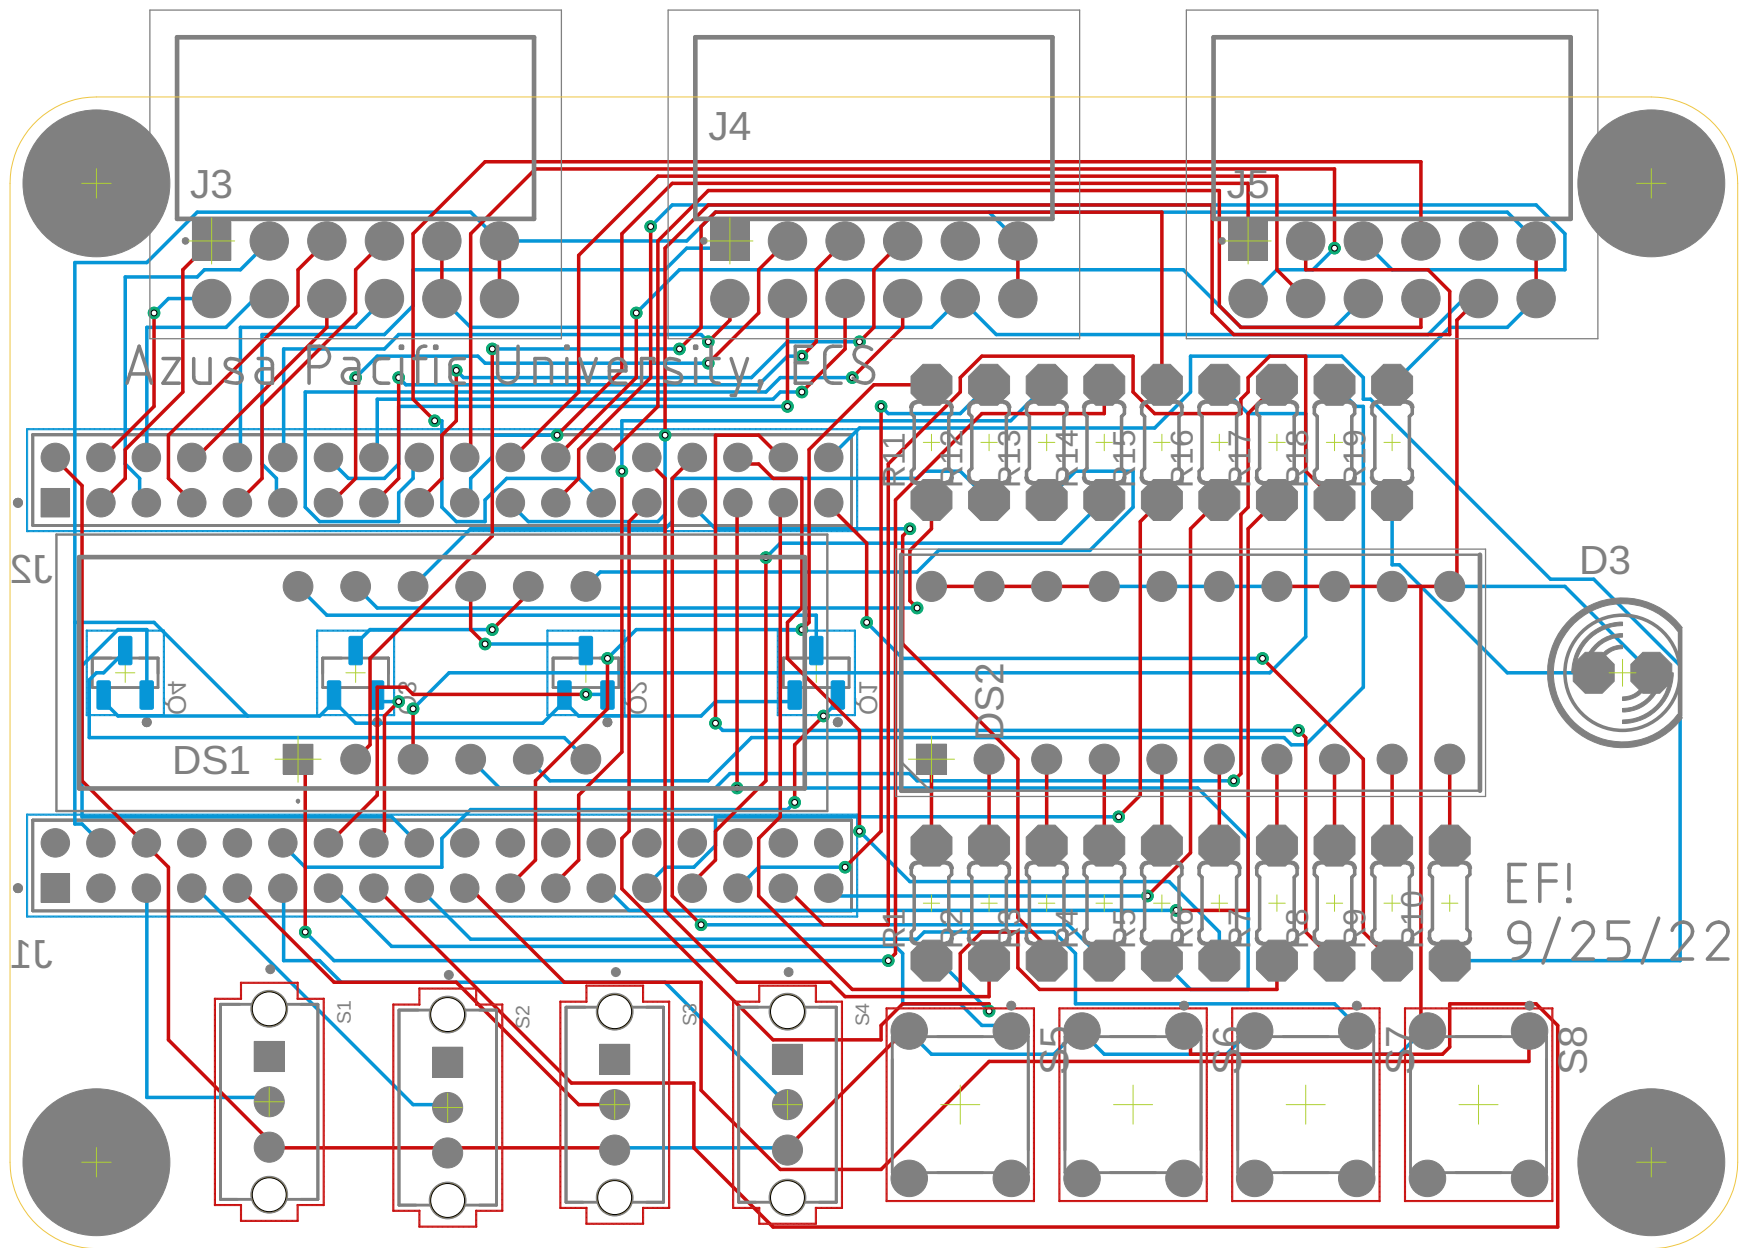 J3
J4
J5
Azusa Pacific University, ECS
R11
R12
R13
R14
R15
R16
R17
R18
R19
J2
D3
Q4
Q3
Q2
Q1
DS2
DS1
EF!
9/25/22
R1
R2
R3
R4
R5
R6
R7
R8
R9
R10
J1
S1
S2
S3
S4
S5
S6
S7
S8